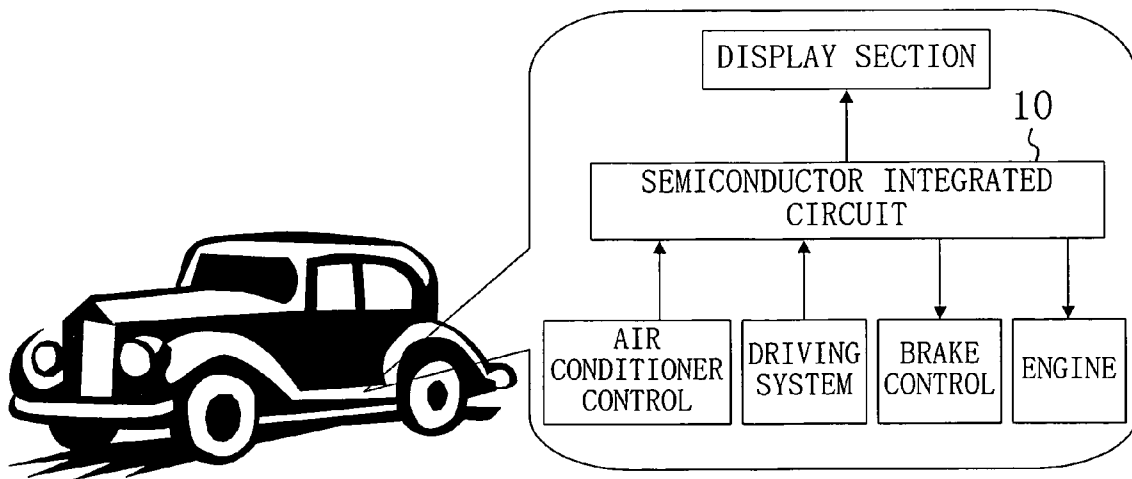 DISPLAY SECTION
10
SEMICONDUCTOR INTEGRATED
CIRCUIT
AIR
CONDITIONER
CONTROL
DRIVING
SYSTEM
BRAKE
CONTROL
ENGINE